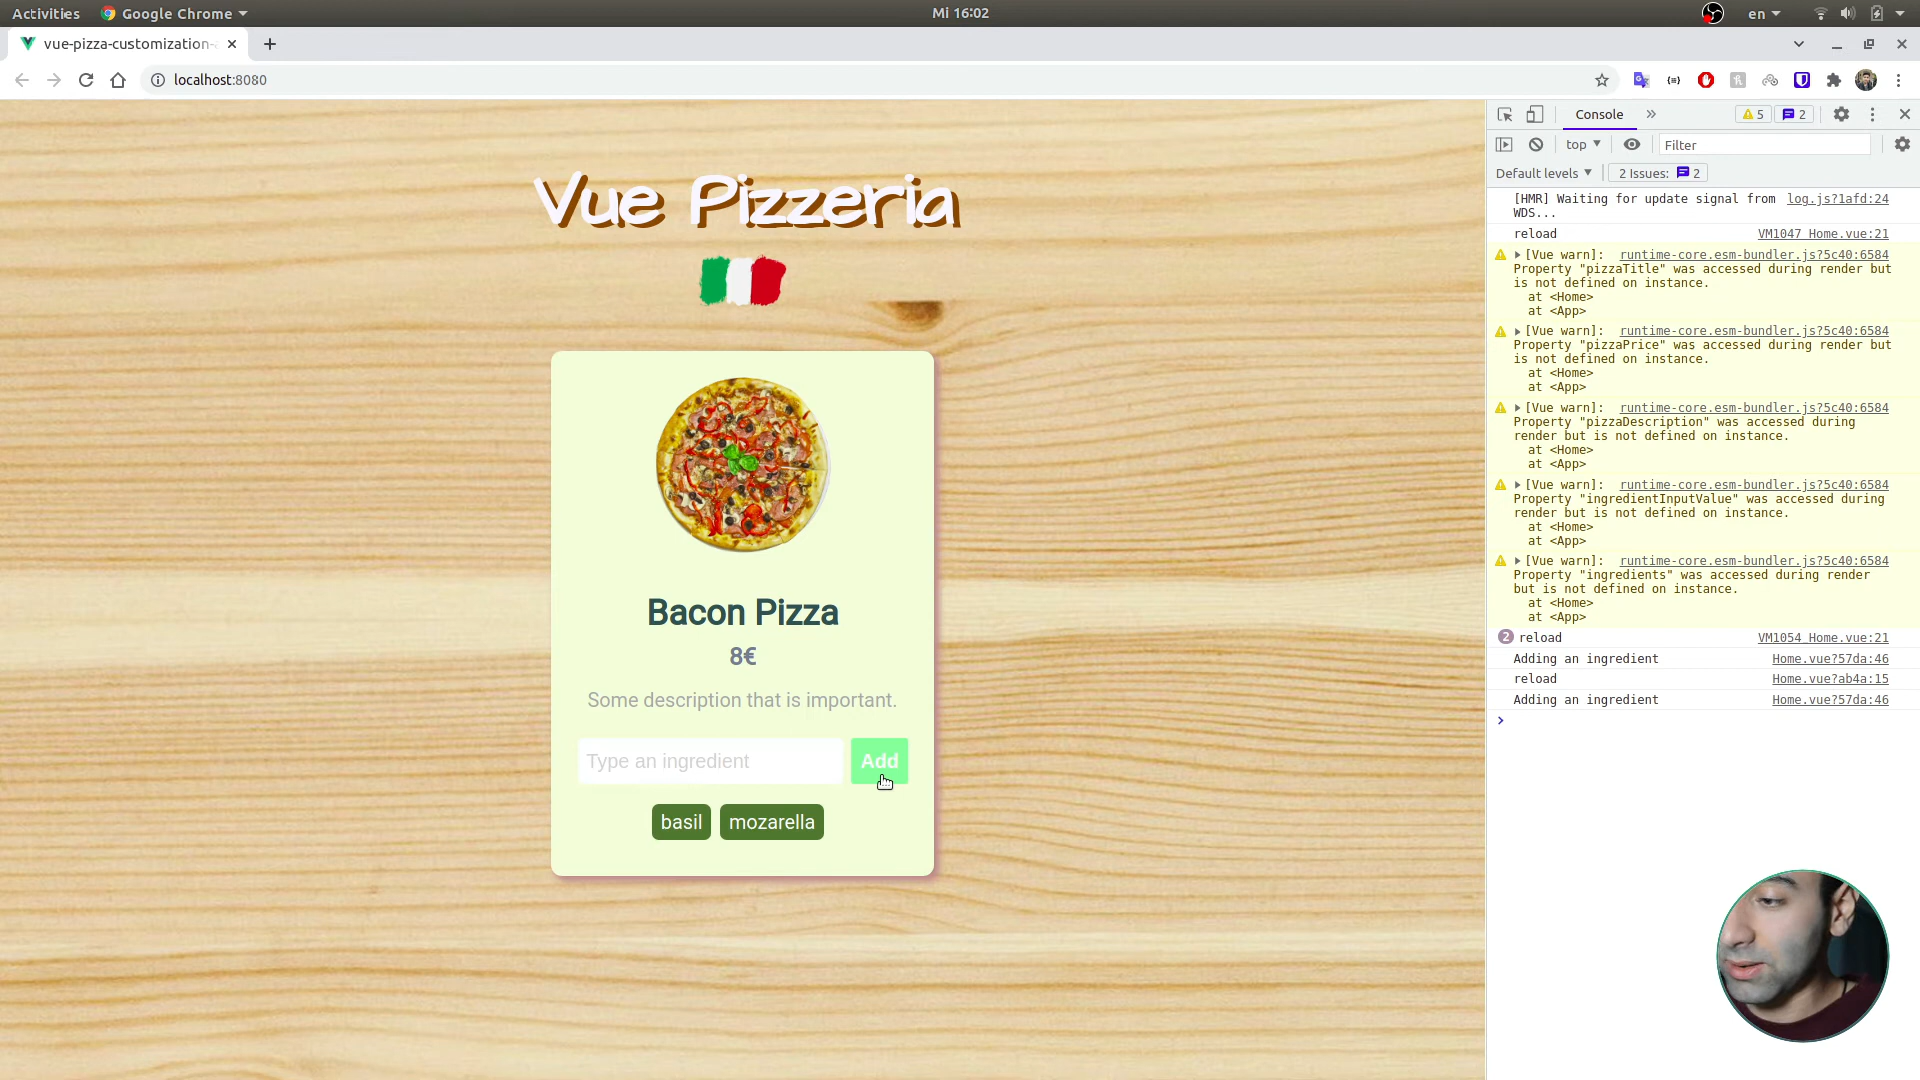 Activities
Google Chrome
Mi 16:02
en
vue-pizza-customization-
localhost:8080
Vue Pizzeria
Bacon Pizza
8€
Some description that is important.
Type an ingredient
Add
basil
mozarella
Console
5
2
top
Filter
Default levels
2 Issues:
2
[HMR] Waiting for update signal from log.js?1afd:24
WDS...
reload VM1047 Home.vue:21
[Vue warn]: runtime-core.esm-bundler.js?5c40:6584
Property "pizzaTitle" was accessed during render but
is not defined on instance.
at <Home>
at <App>
[Vue warn]: runtime-core.esm-bundler.js?5c40:6584
Property "pizzaPrice" was accessed during render but
is not defined on instance.
at <Home>
at <App>
[Vue warn]: runtime-core.esm-bundler.js?5c40:6584
Property "pizzaDescription" was accessed during
render but is not defined on instance.
at <Home>
at <App>
[Vue warn]: runtime-core.esm-bundler.js?5c40:6584
Property "ingredientInputValue" was accessed during
render but is not defined on instance.
at <Home>
at <App>
[Vue warn]: runtime-core.esm-bundler.js?5c40:6584
Property "ingredients" was accessed during render
but is not defined on instance.
at <Home>
at <App>
2 reload VM1054 Home.vue:21
Adding an ingredient Home.vue?57da:46
reload Home.vue?ab4a:15
Adding an ingredient Home.vue?57da:46